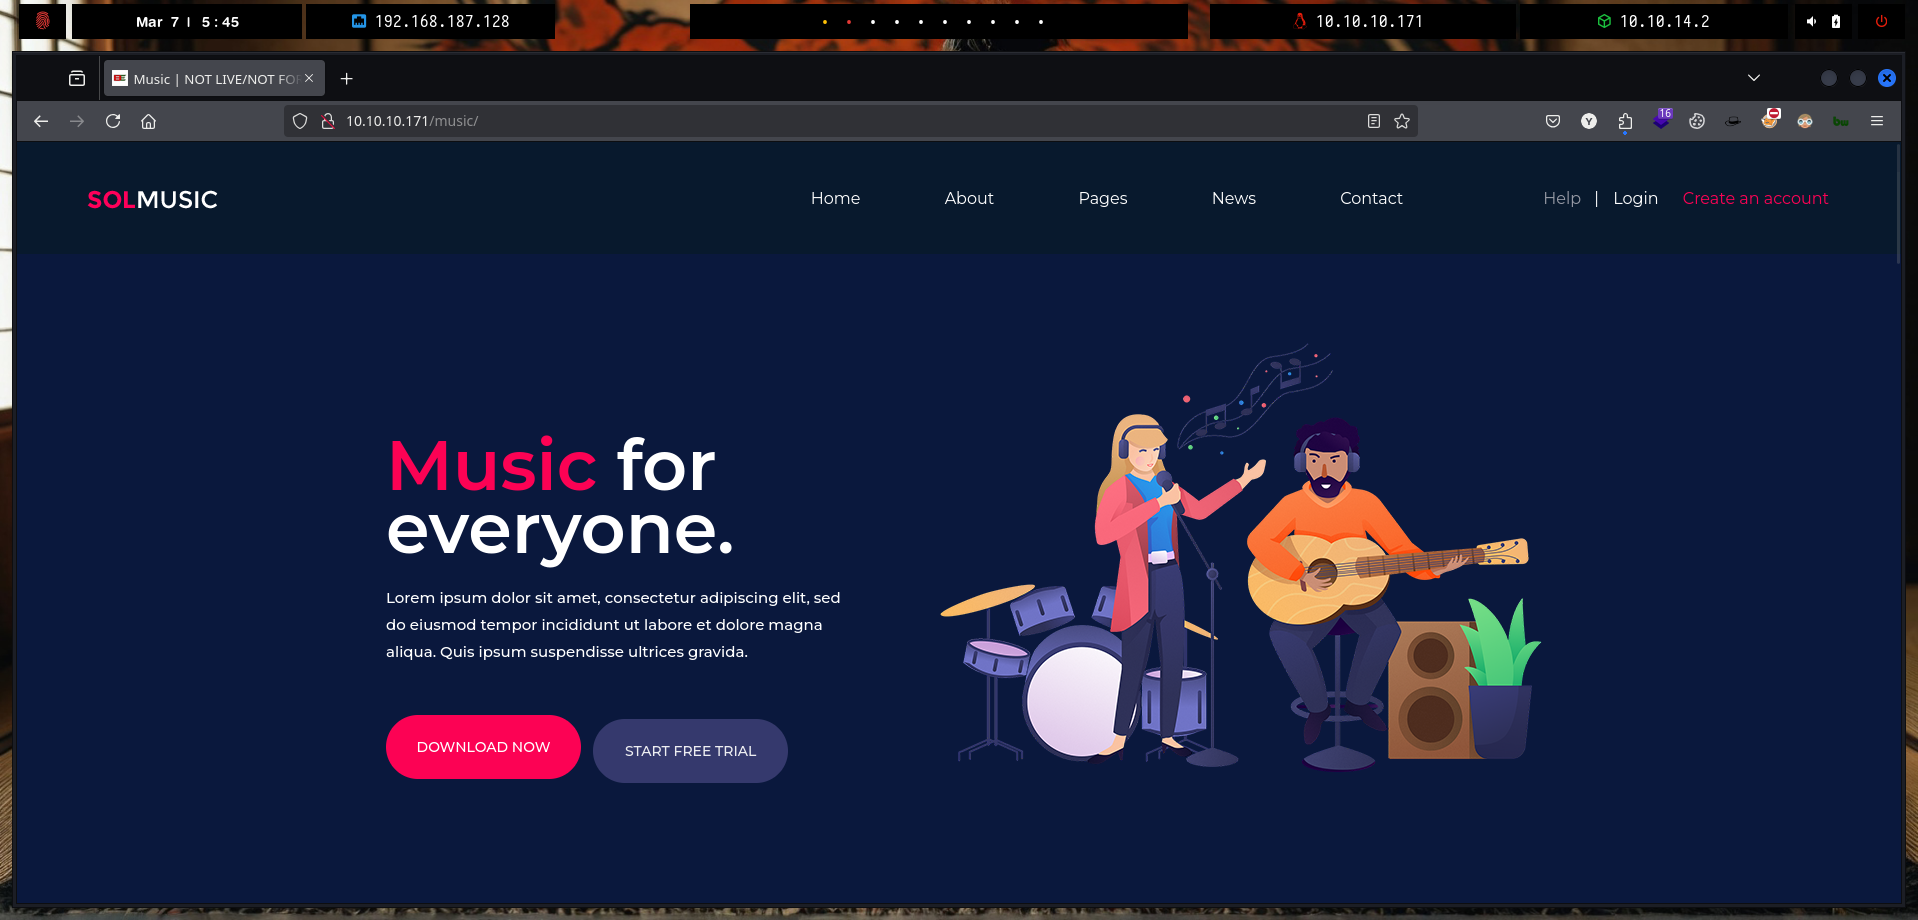 Mar 7 | 5:45
192.168.187.128
10.10.10.171
10.10.14.2
Music | NOT LIVE/NOT FOR
10.10.10.171/music/
16
Y
bw
SOLMUSIC
Home
About
Pages
News
Contact
Help | Login
Create an account
Music for
everyone.
Lorem ipsum dolor sit amet, consectetur adipiscing elit, sed
do eiusmod tempor incididunt ut labore et dolore magna
aliqua. Quis ipsum suspendisse ultrices gravida.
DOWNLOAD NOW
START FREE TRIAL